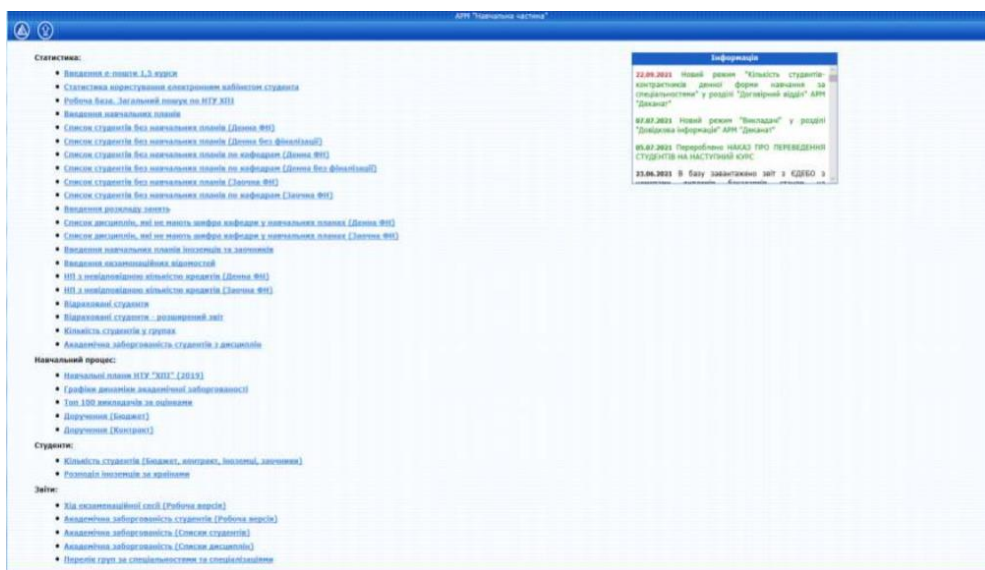 АРМ "Навчальна частина"
Статистика:
Введення е-пошти 1,5 курси
Статистика користування електронним кабінетом студента
Робоча база. Загальний пошук по НТУ ХПІ
Введення навчальних планів
Список студентів без навчальних планів (Денна ФН)
Список студентів без навчальних планів (Денна без фіналізації)
Список студентів без навчальних планів по кафедрам (Денна ФН)
Список студентів без навчальних планів по кафедрам (Денна без фіналізації)
Список студентів без навчальних планів (Заочна ФН)
Список студентів без навчальних планів по кафедрам (Заочна ФН)
Введення розкладу занять
Список дисциплін, які не мають шифра кафедри у навчальних планах (Денна ФН)
Список дисциплін, які не мають шифра кафедри у навчальних планах (Заочна ФН)
Введення навчальних планів іноземців та заочників
Введення екзаменаційних відомостей
НП з невідповідною кількістю кредитів (Денна ФН)
НП з невідповідною кількістю кредитів (Заочна ФН)
Відраховані студенти
Відраховані студенти - розширений звіт
Кількість студентів у групах
Академічна заборгованість студентів з дисциплін
Навчальний процес:
Навчальні плани НТУ "ХПІ" (2019)
Графіки динаміки академічної заборгованості
Топ 100 викладачів за оцінками
Доручення (Бюджет)
Доручення (Контракт)
Студенти:
Кількість студентів (Бюджет, контракт, іноземці, заочники)
Розподіл іноземців за країнами
Звіти:
Хід екзаменаційної сесії (Робоча версія)
Академічна заборгованість студентів (Робоча версія)
Академічна заборгованість (Списки студентів)
Академічна заборгованість (Списки дисциплін)
Перелік груп за спеціальностями та спеціалізаціями
Інформація
22.09.2021 Новий режим "Кількість студентів-
контрактників денної форми навчання за
спеціальностями" у розділі "Договірний відділ" АРМ
"Деканат"
07.07.2021 Новий режим "Викладач" у розділі
"Довідкова інформація" АРМ "Деканат"
05.07.2021 Перероблено НАКАЗ ПРО ПЕРЕВЕДЕННЯ
СТУДЕНТІВ НА НАСТУПНИЙ КУРС
23.06.2021 В базу завантажено звіт з ЄДЕБО з